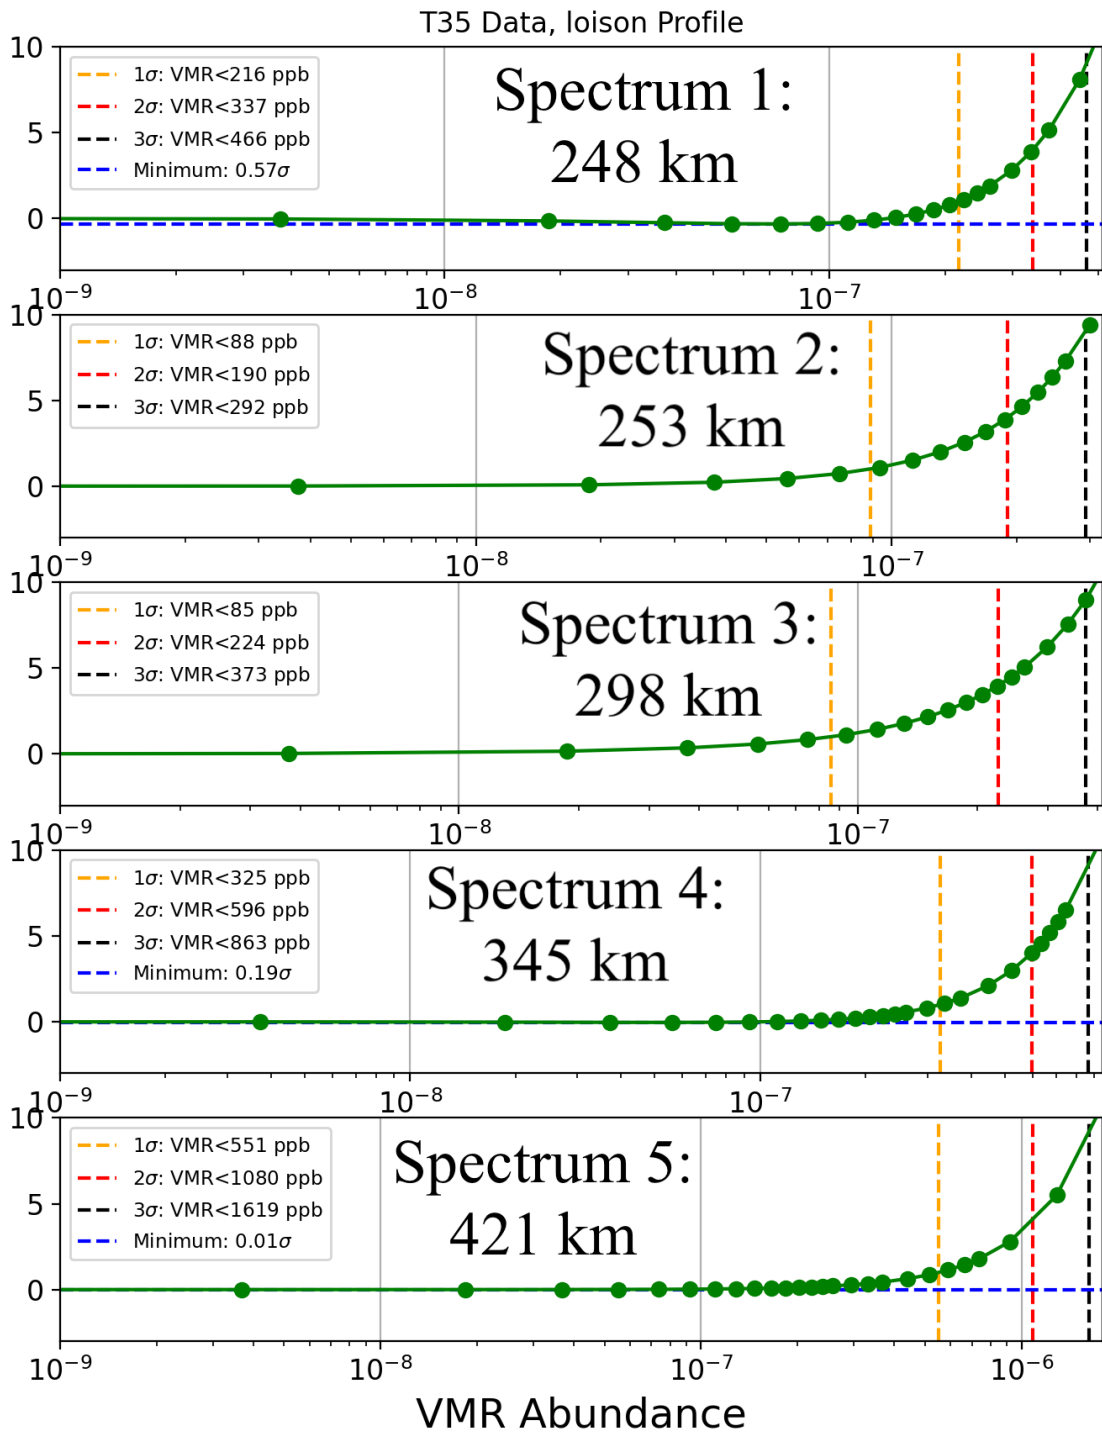 T35 Data, loison Profile
10
5
0
1σ: VMR<216 ppb
2σ: VMR<337 ppb
3σ: VMR<466 ppb
Minimum: 0.57σ
Spectrum 1:
248 km
10⁻⁹ 10⁻⁸ 10⁻⁷
10
5
0
1σ: VMR<88 ppb
2σ: VMR<190 ppb
3σ: VMR<292 ppb
Spectrum 2:
253 km
10⁻⁹ 10⁻⁸ 10⁻⁷
10
5
0
1σ: VMR<85 ppb
2σ: VMR<224 ppb
3σ: VMR<373 ppb
Spectrum 3:
298 km
10⁻⁹ 10⁻⁸ 10⁻⁷
10
5
0
1σ: VMR<325 ppb
2σ: VMR<596 ppb
3σ: VMR<863 ppb
Minimum: 0.19σ
Spectrum 4:
345 km
10⁻⁹ 10⁻⁸ 10⁻⁷
10
5
0
1σ: VMR<551 ppb
2σ: VMR<1080 ppb
3σ: VMR<1619 ppb
Minimum: 0.01σ
Spectrum 5:
421 km
10⁻⁹ 10⁻⁸ 10⁻⁷ 10⁻⁶
VMR Abundance